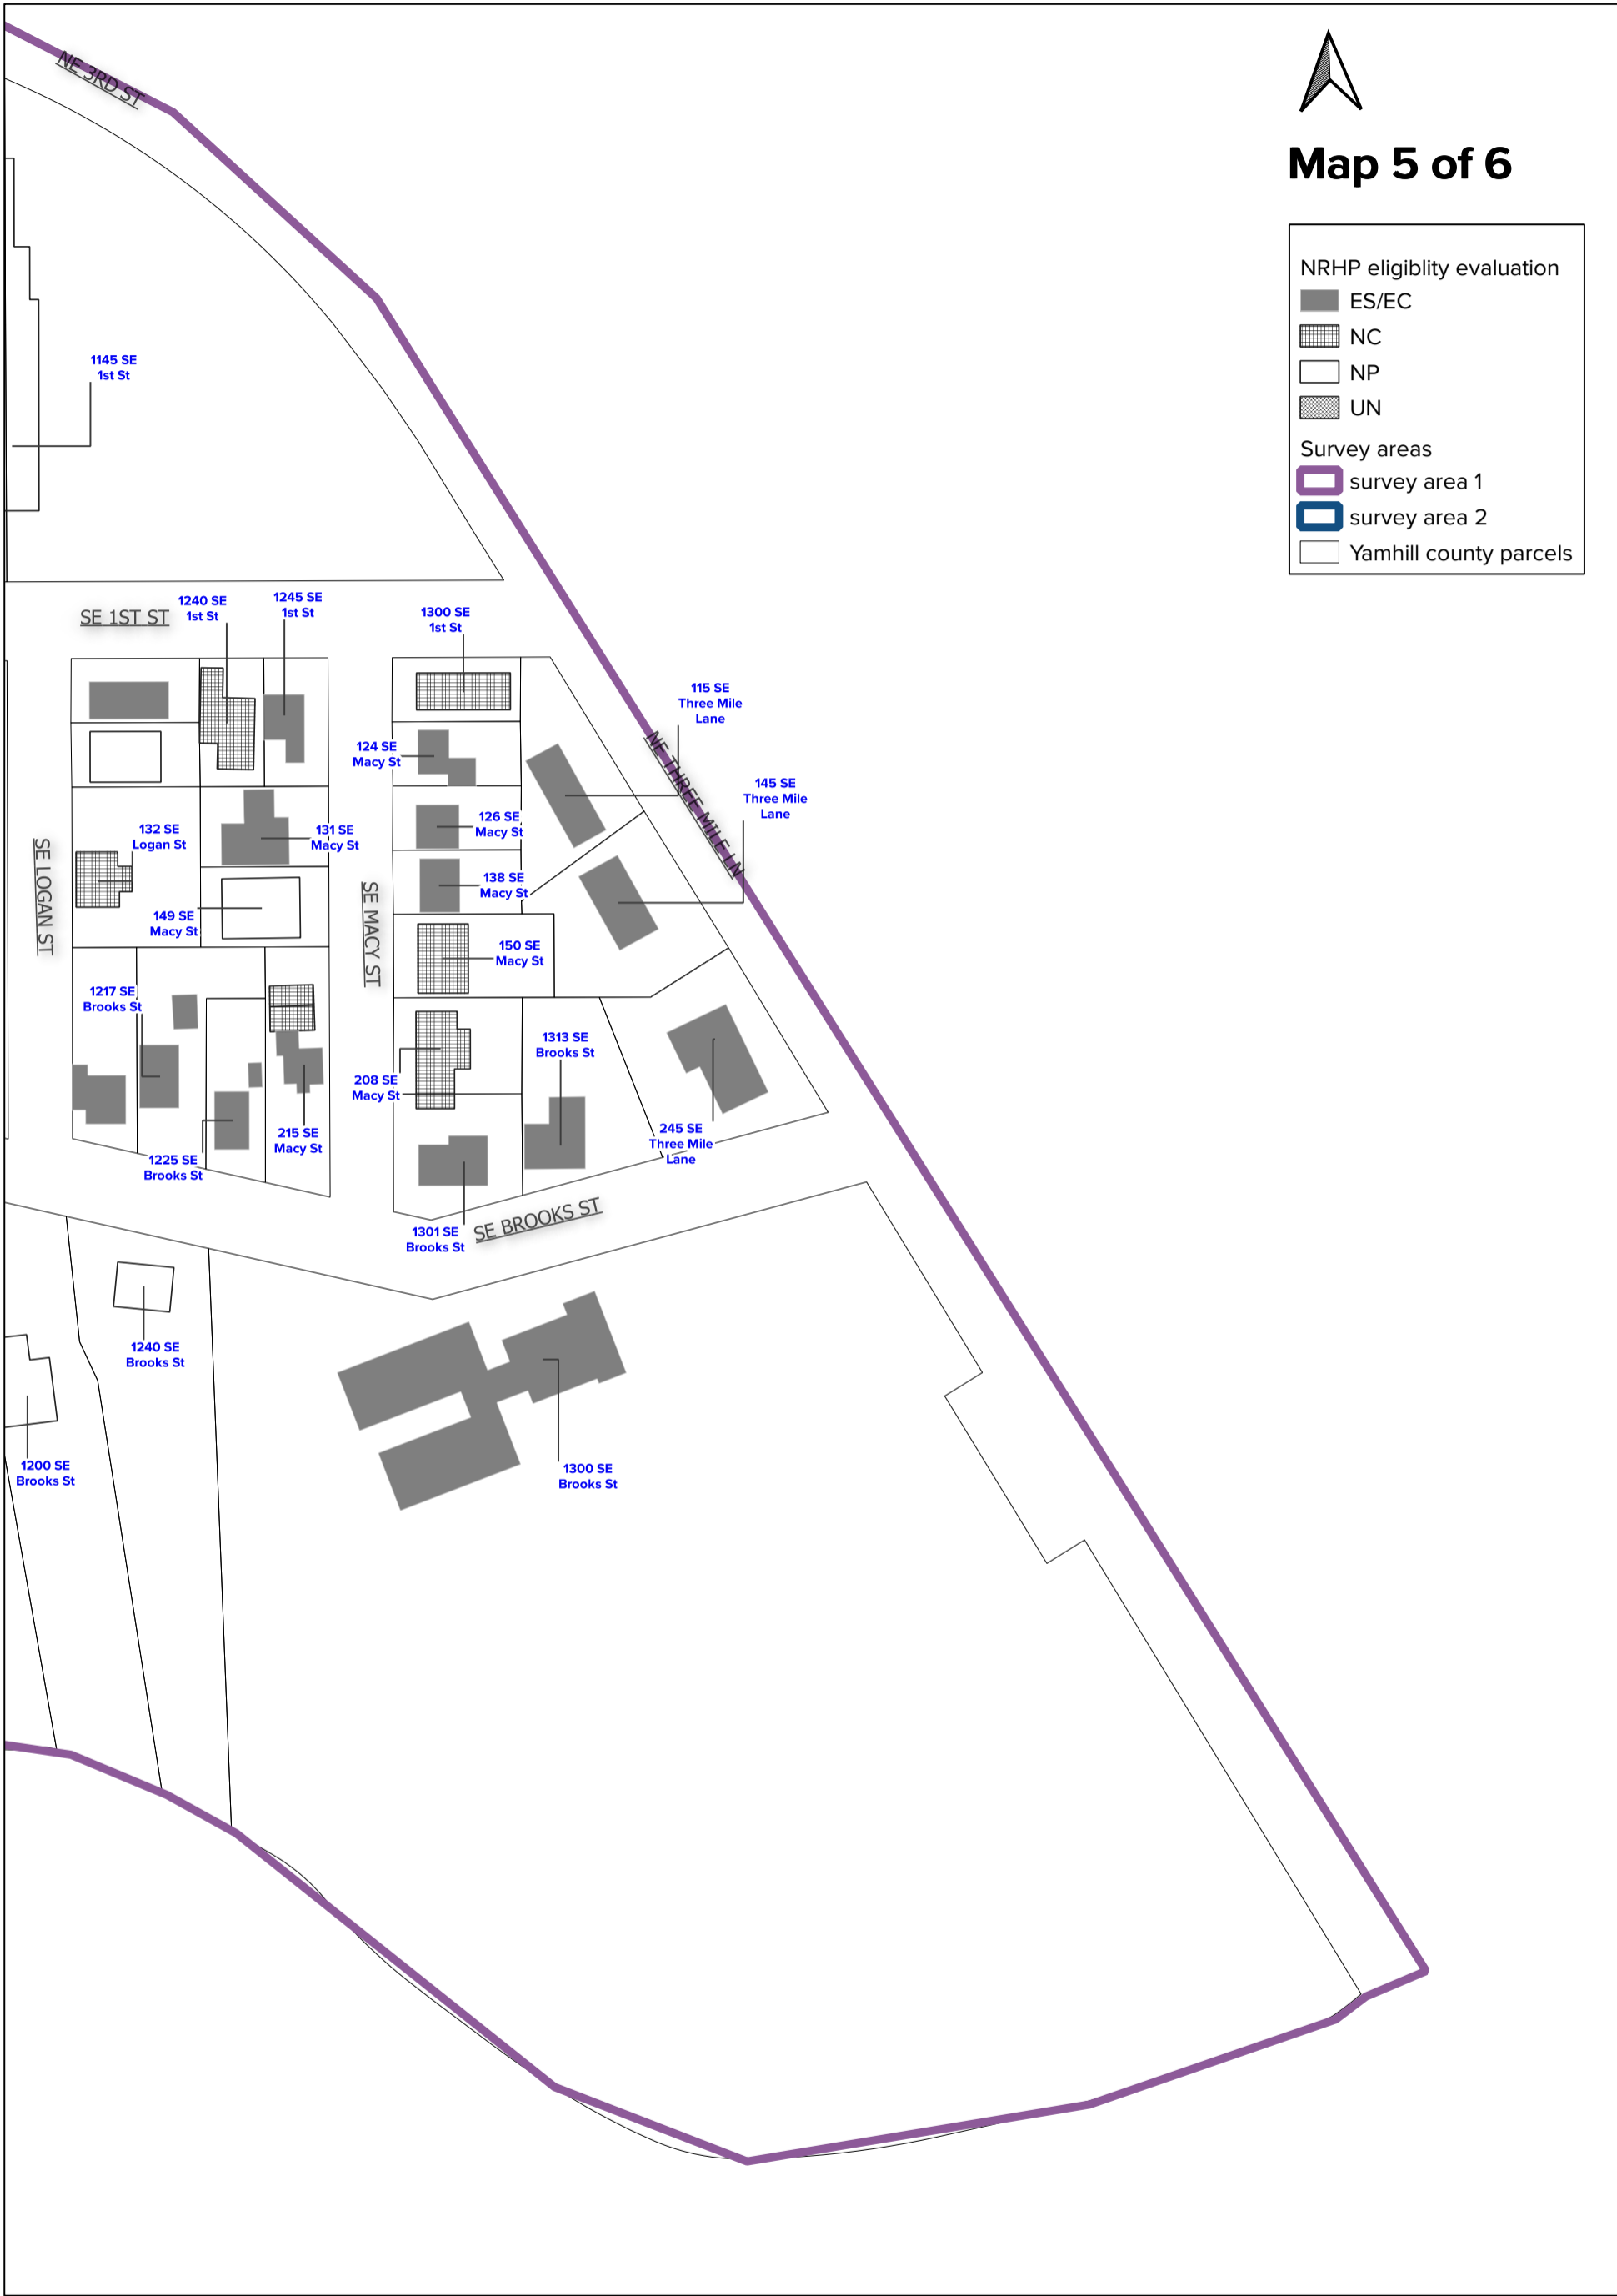 NE 3RD ST
Map 5 of 6
NRHP eligiblity evaluation
ES/EC
NC
NP
UN
Survey areas
survey area 1
survey area 2
Yamhill county parcels
1145 SE
1st St
SE 1ST ST
1240 SE
1st St
1245 SE
1st St
1300 SE
1st St
115 SE
Three Mile
Lane
NE THREE MILE LN
124 SE
Macy St
145 SE
Three Mile
Lane
132 SE
Logan St
131 SE
Macy St
126 SE
Macy St
SE LOGAN ST
SE MACY ST
138 SE
Macy St
149 SE
Macy St
150 SE
Macy St
1217 SE
Brooks St
1313 SE
Brooks St
208 SE
Macy St
215 SE
Macy St
245 SE
Three Mile
Lane
1225 SE
Brooks St
1301 SE
Brooks St
SE BROOKS ST
1240 SE
Brooks St
1200 SE
Brooks St
1300 SE
Brooks St